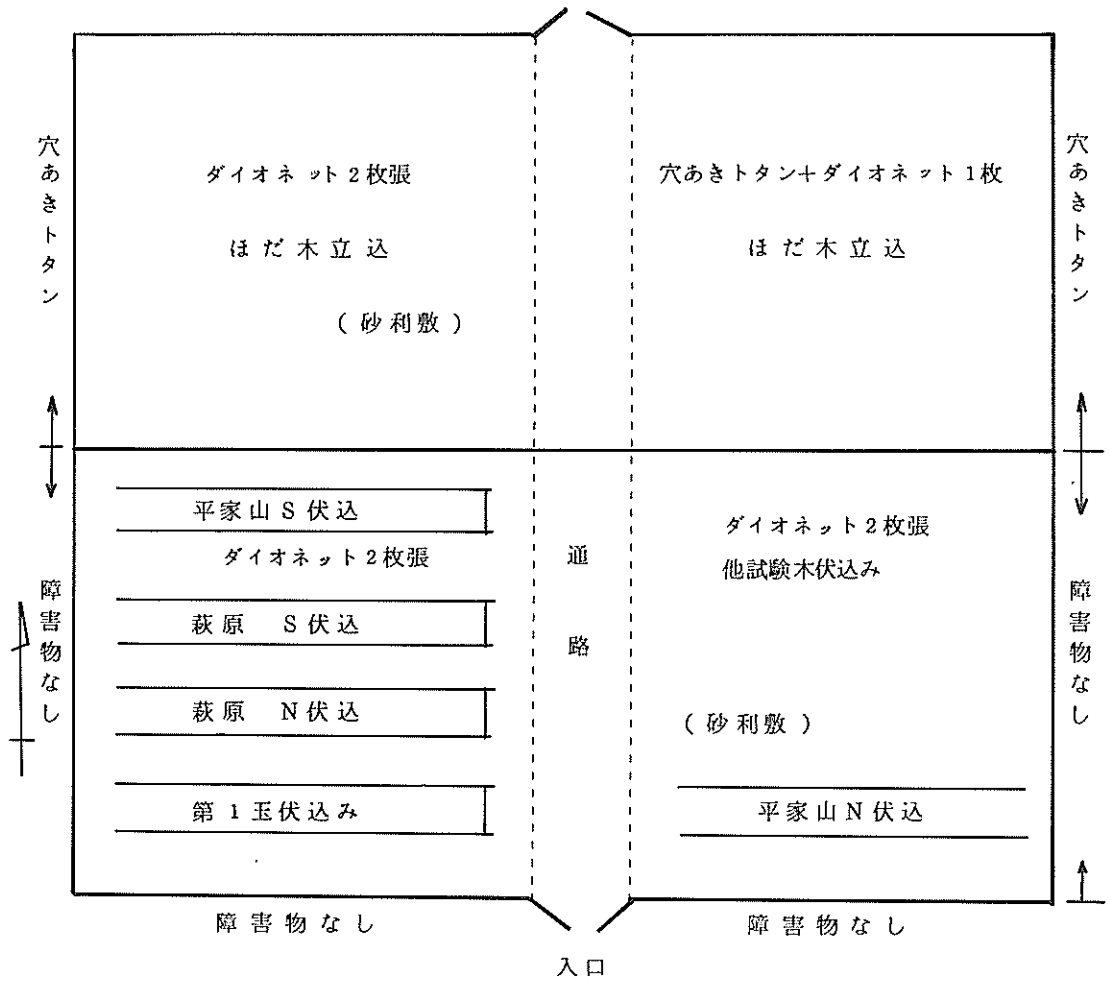 穴あきトタン
ダイオネット2枚張
ほだ木立込
(砂利敷)
穴あきトタン+ダイオネット1枚
ほだ木立込
穴あきトタン
障害物なし
平家山S伏込
ダイオネット2枚張
萩原 S伏込
萩原 N伏込
第1玉伏込み
通路
ダイオネット2枚張
他試験木伏込み
(砂利敷)
平家山N伏込
障害物なし
障害物なし
障害物なし
入口